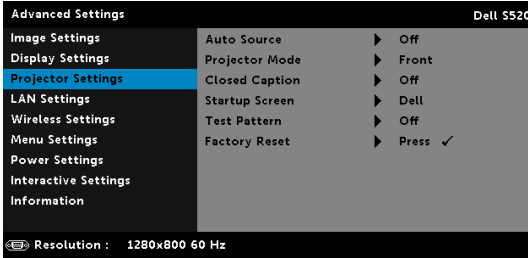 Advanced Settings Dell S520
Image Settings Auto Source Off
Display Settings Projector Mode Front
Projector Settings Closed Caption Off
LAN Settings Startup Screen Dell
Wireless Settings Test Pattern Off
Menu Settings Factory Reset Press ✓
Power Settings
Interactive Settings
Information
Resolution : 1280x800 60 Hz